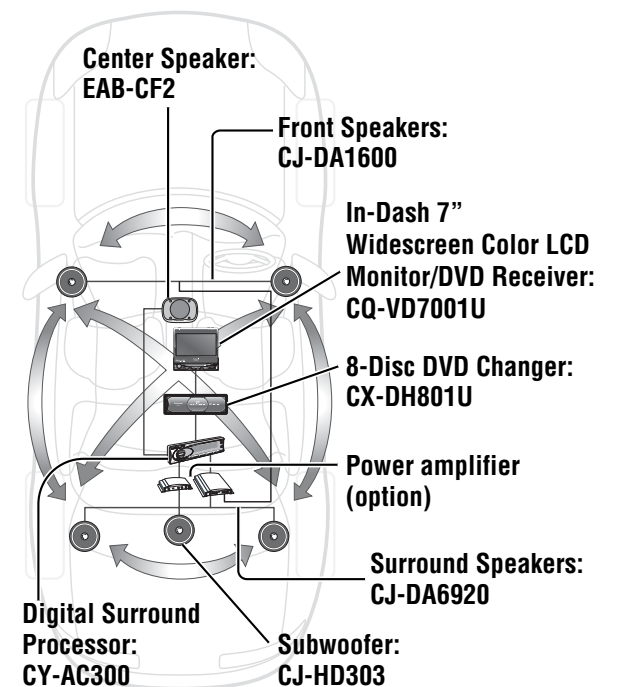 Center Speaker:
EAB-CF2
Front Speakers:
CJ-DA1600
In-Dash 7”
Widescreen Color LCD
Monitor/DVD Receiver:
CQ-VD7001U
8-Disc DVD Changer:
CX-DH801U
Power amplifier
(option)
Surround Speakers:
CJ-DA6920
Digital Surround
Processor:
CY-AC300
Subwoofer:
CJ-HD303